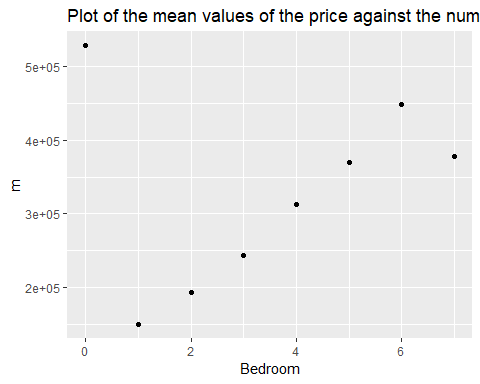 Plot of the mean values of the price against the num
5e+05
4e+05
3e+05
2e+05
m
0 2 4 6
Bedroom